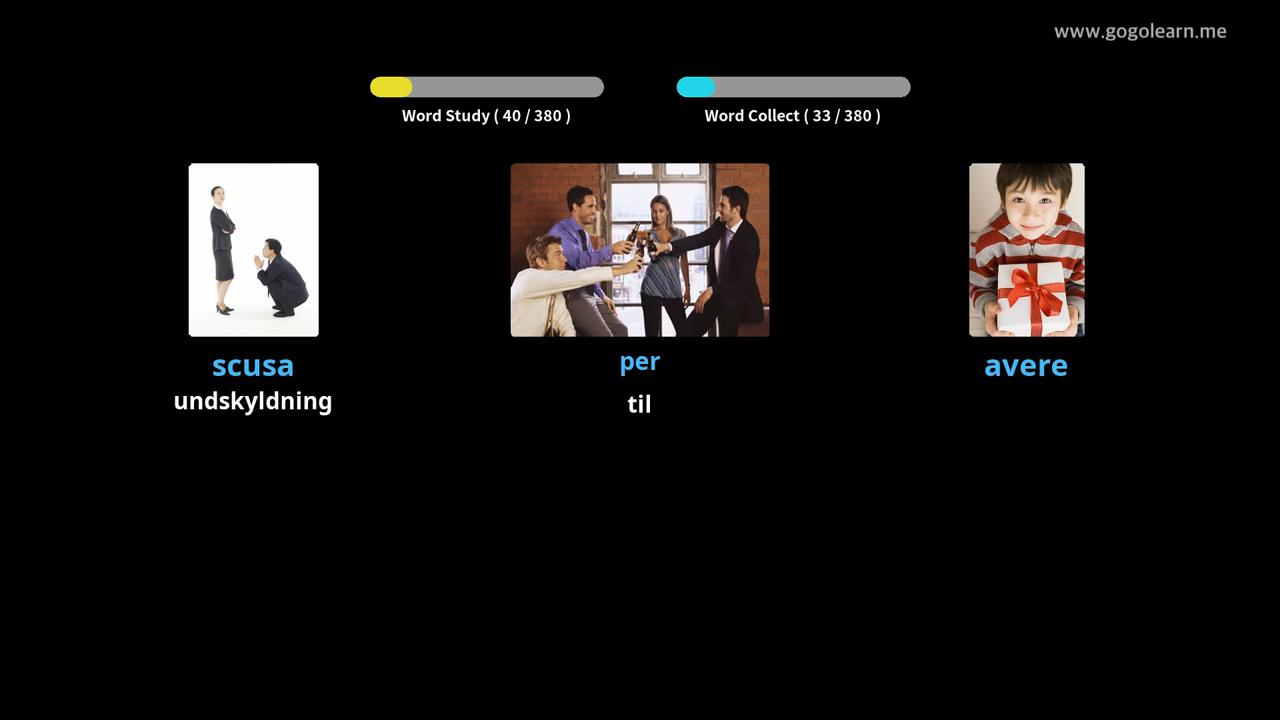 www.gogolearn.me
Word Study ( 40 / 380 )
Word Collect ( 33 / 380 )
scusa
undskyldning
per
til
avere